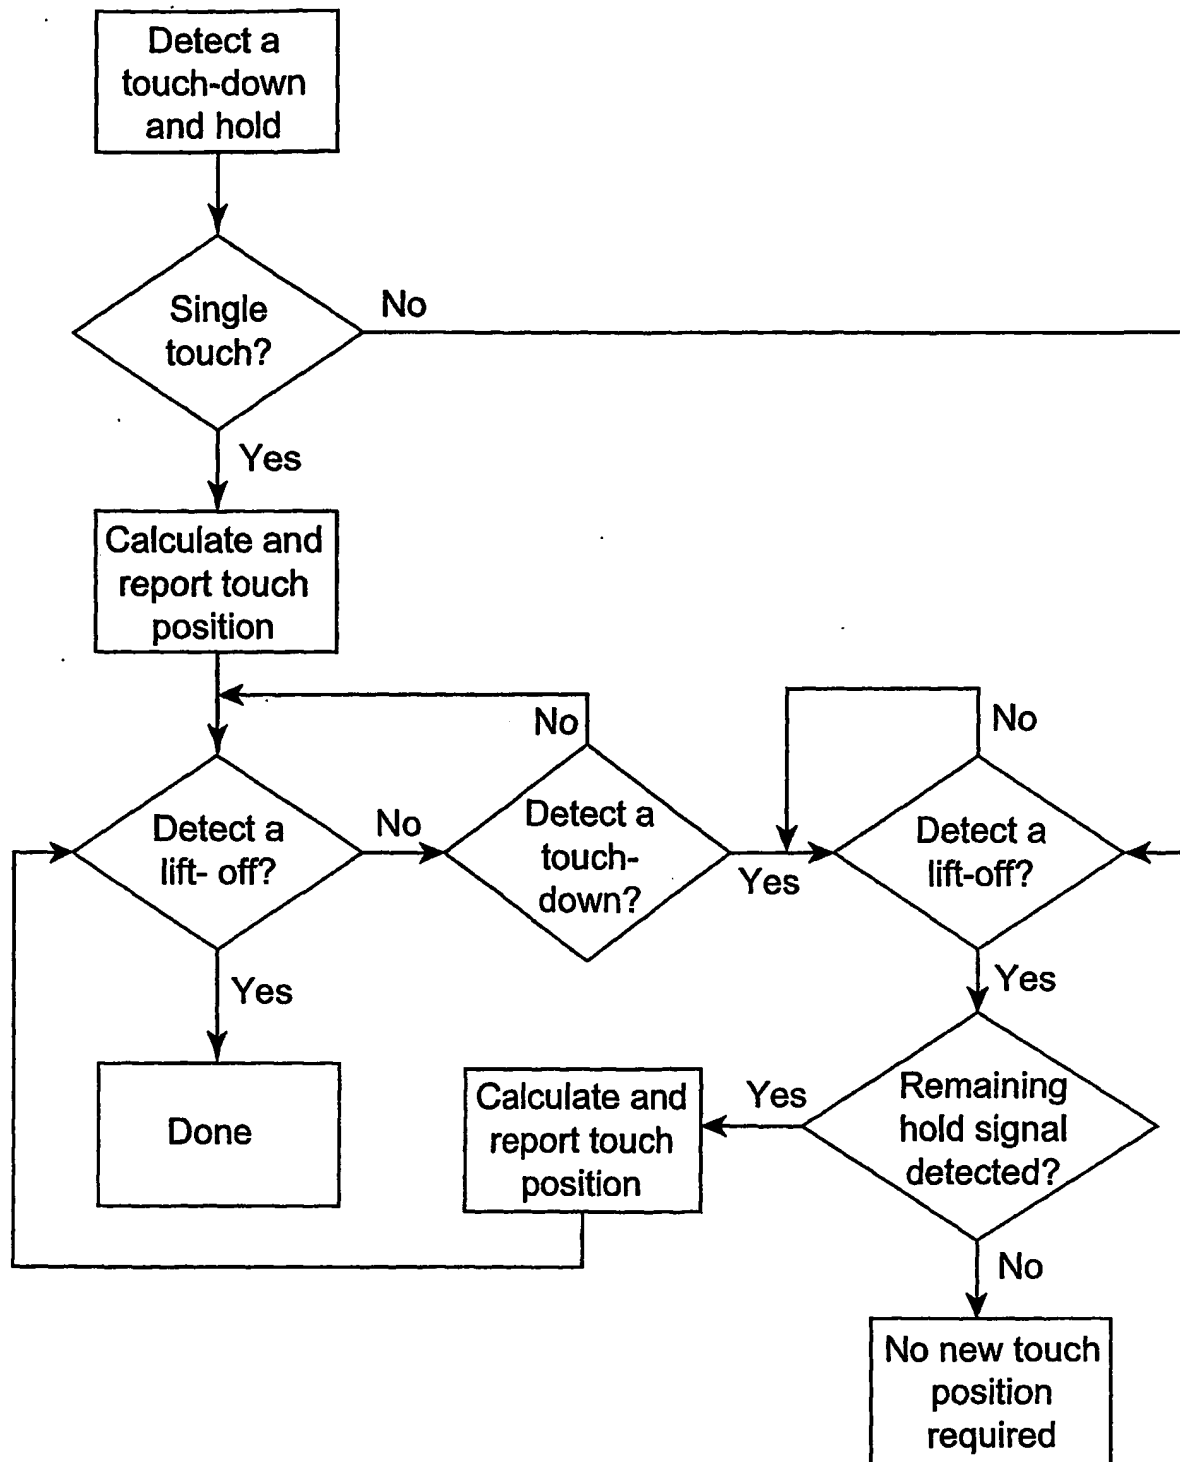 Detect a
touch-down
and hold
Single
touch?
No
Yes
Calculate and
report touch
position
Detect a
lift- off?
No
Yes
Done
No
Detect a
touch-
down?
Yes
No
Detect a
lift-off?
Yes
Remaining
hold signal
detected?
Yes
Calculate and
report touch
position
No
No new touch
position
required